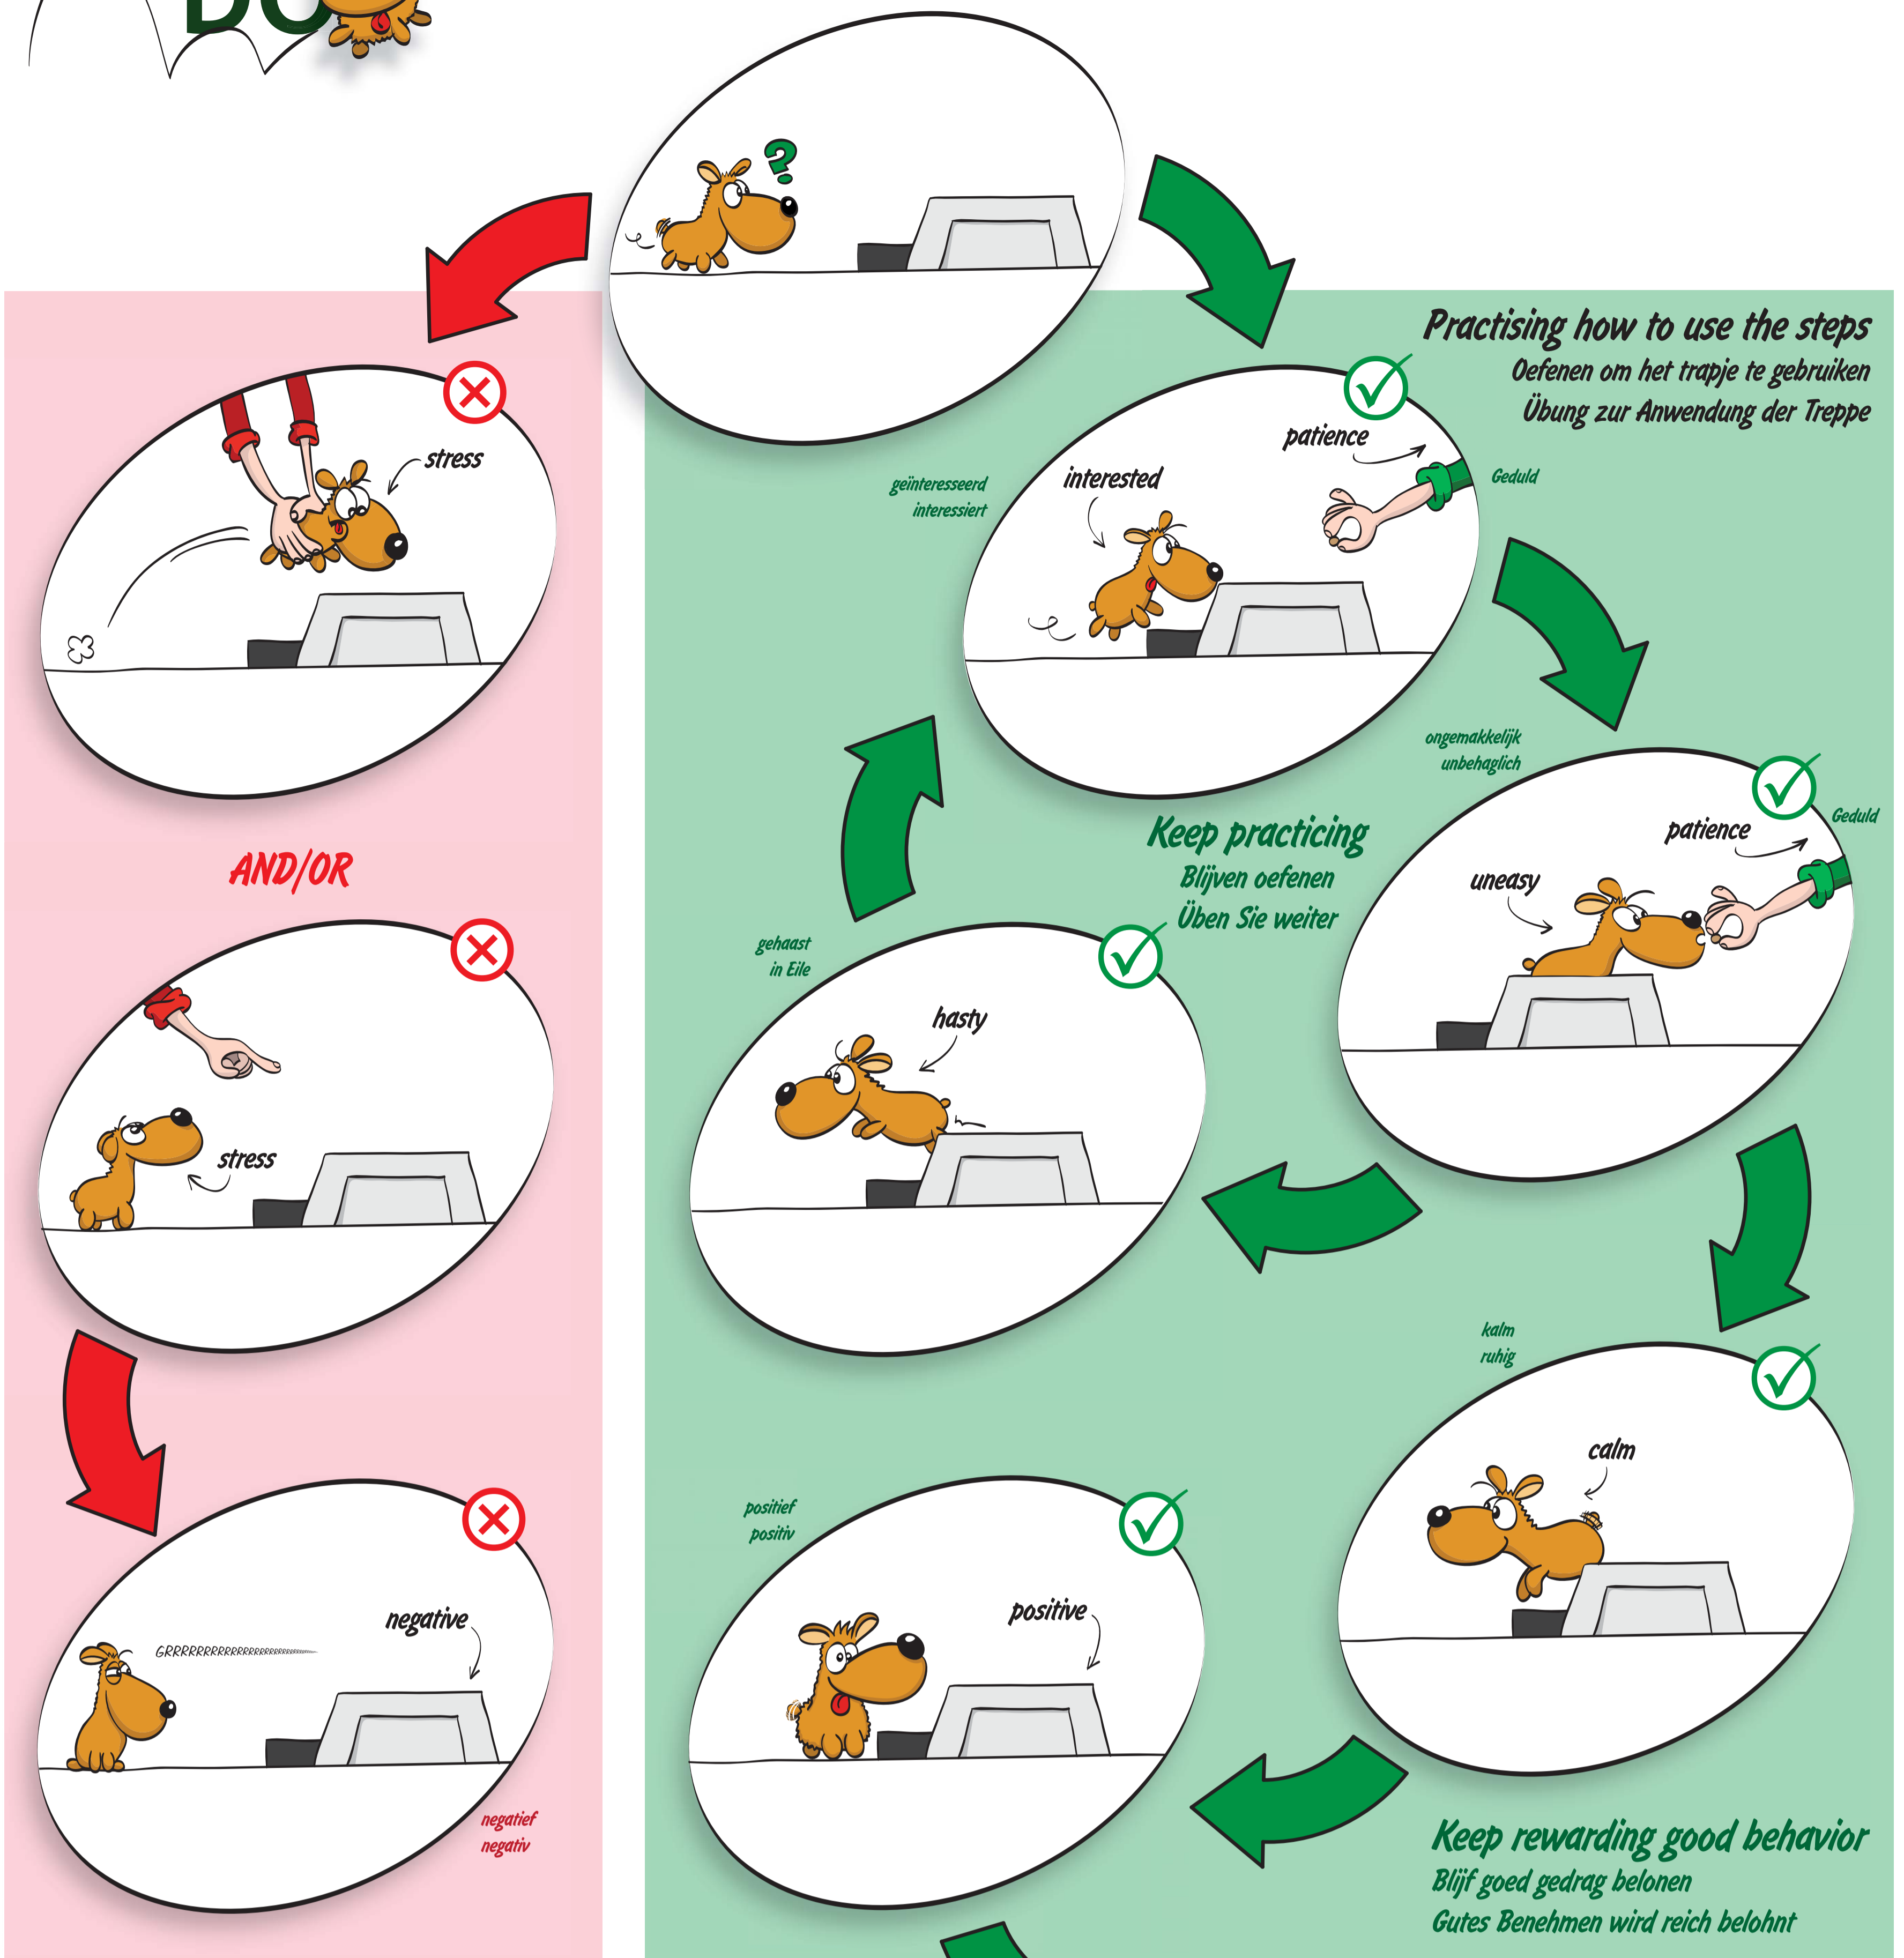 DO
?
stress
AND/OR
stress
GRRRRRRRRRRRRRRRRRRRRRRRRR
negative
negatief
negativ
Practising how to use the steps
Oefenen om het trapje te gebruiken
Übung zur Anwendung der Treppe
patience
Geduld
interested
geïnteresseerd
interessiert
ongemakkelijk
unbehaglich
patience
Geduld
uneasy
Keep practicing
Blijven oefenen
Üben Sie weiter
gehaast
in Eile
hasty
kalm
ruhig
calm
positief
positiv
positive
Keep rewarding good behavior
Blijf goed gedrag belonen
Gutes Benehmen wird reich belohnt